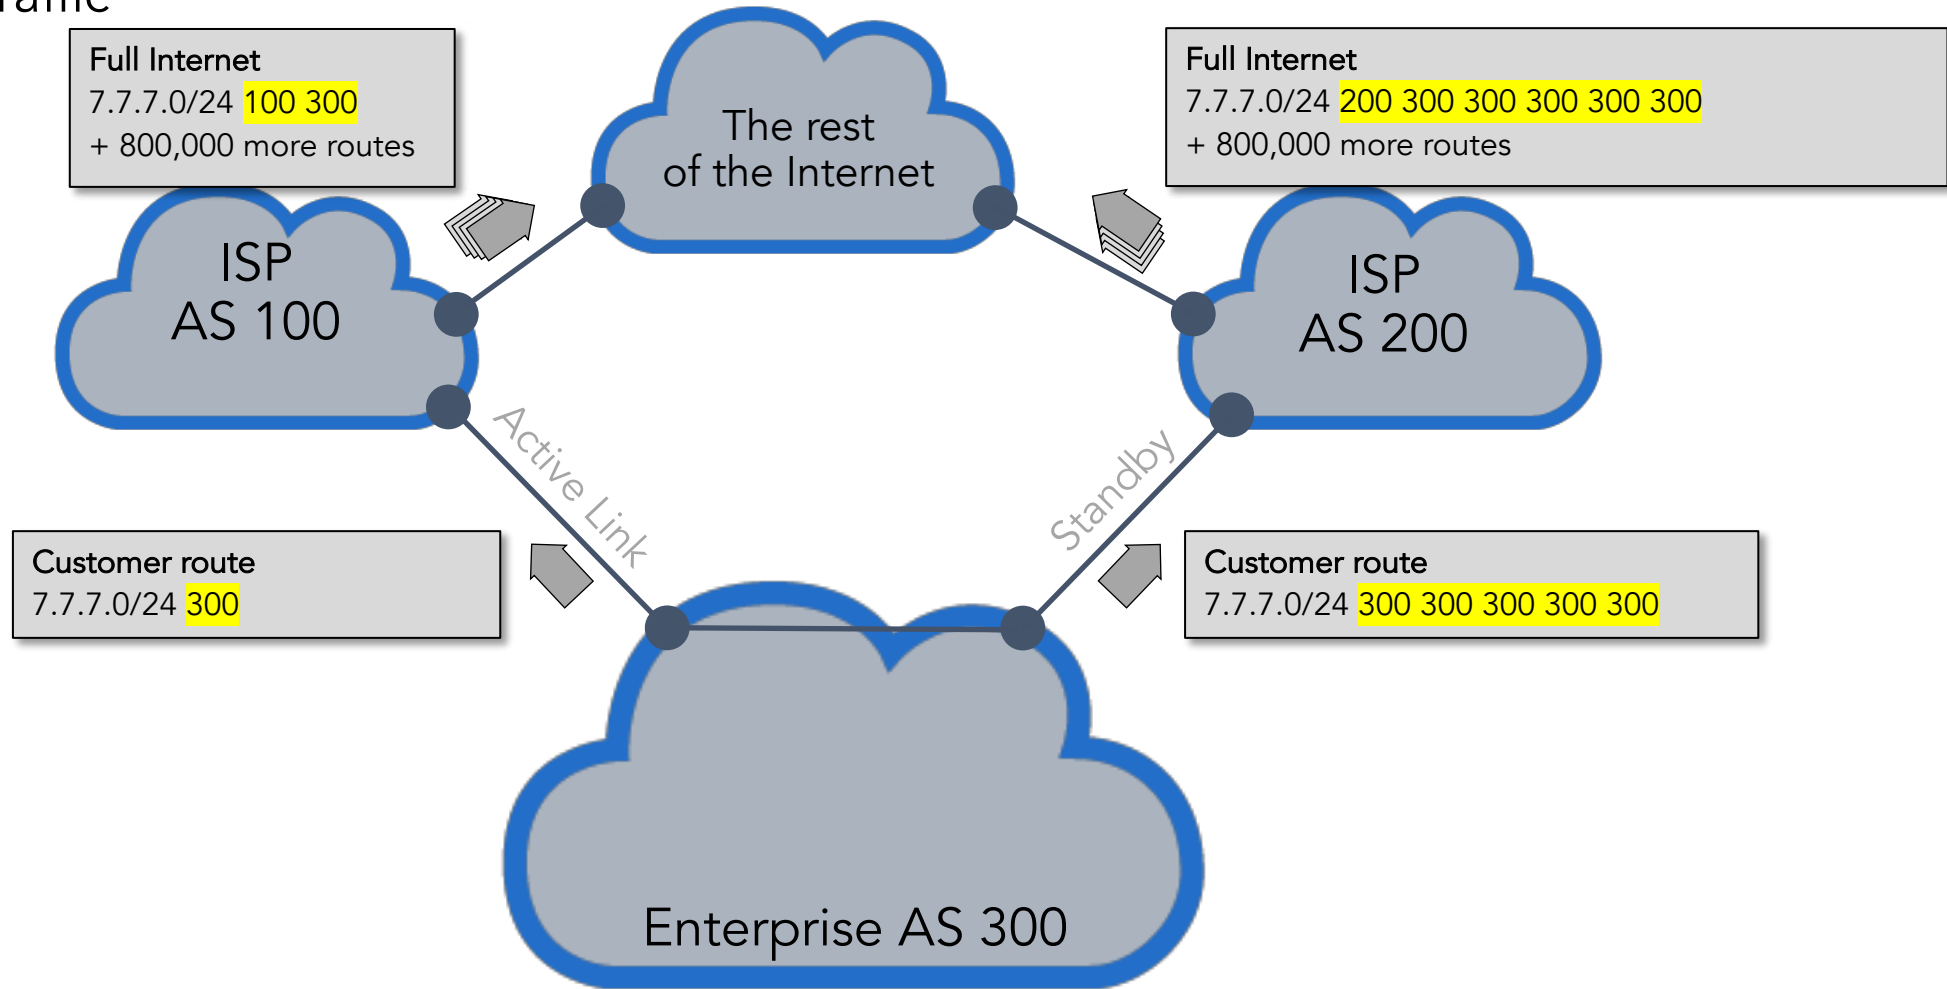 Full Internet
7.7.7.0/24 100 300
+ 800,000 more routes
The rest
of the Internet
Full Internet
7.7.7.0/24 200 300 300 300 300 300
+ 800,000 more routes
ISP
AS 100
ISP
AS 200
Active Link
Standby
Customer route
7.7.7.0/24 300
Customer route
7.7.7.0/24 300 300 300 300 300
Enterprise AS 300